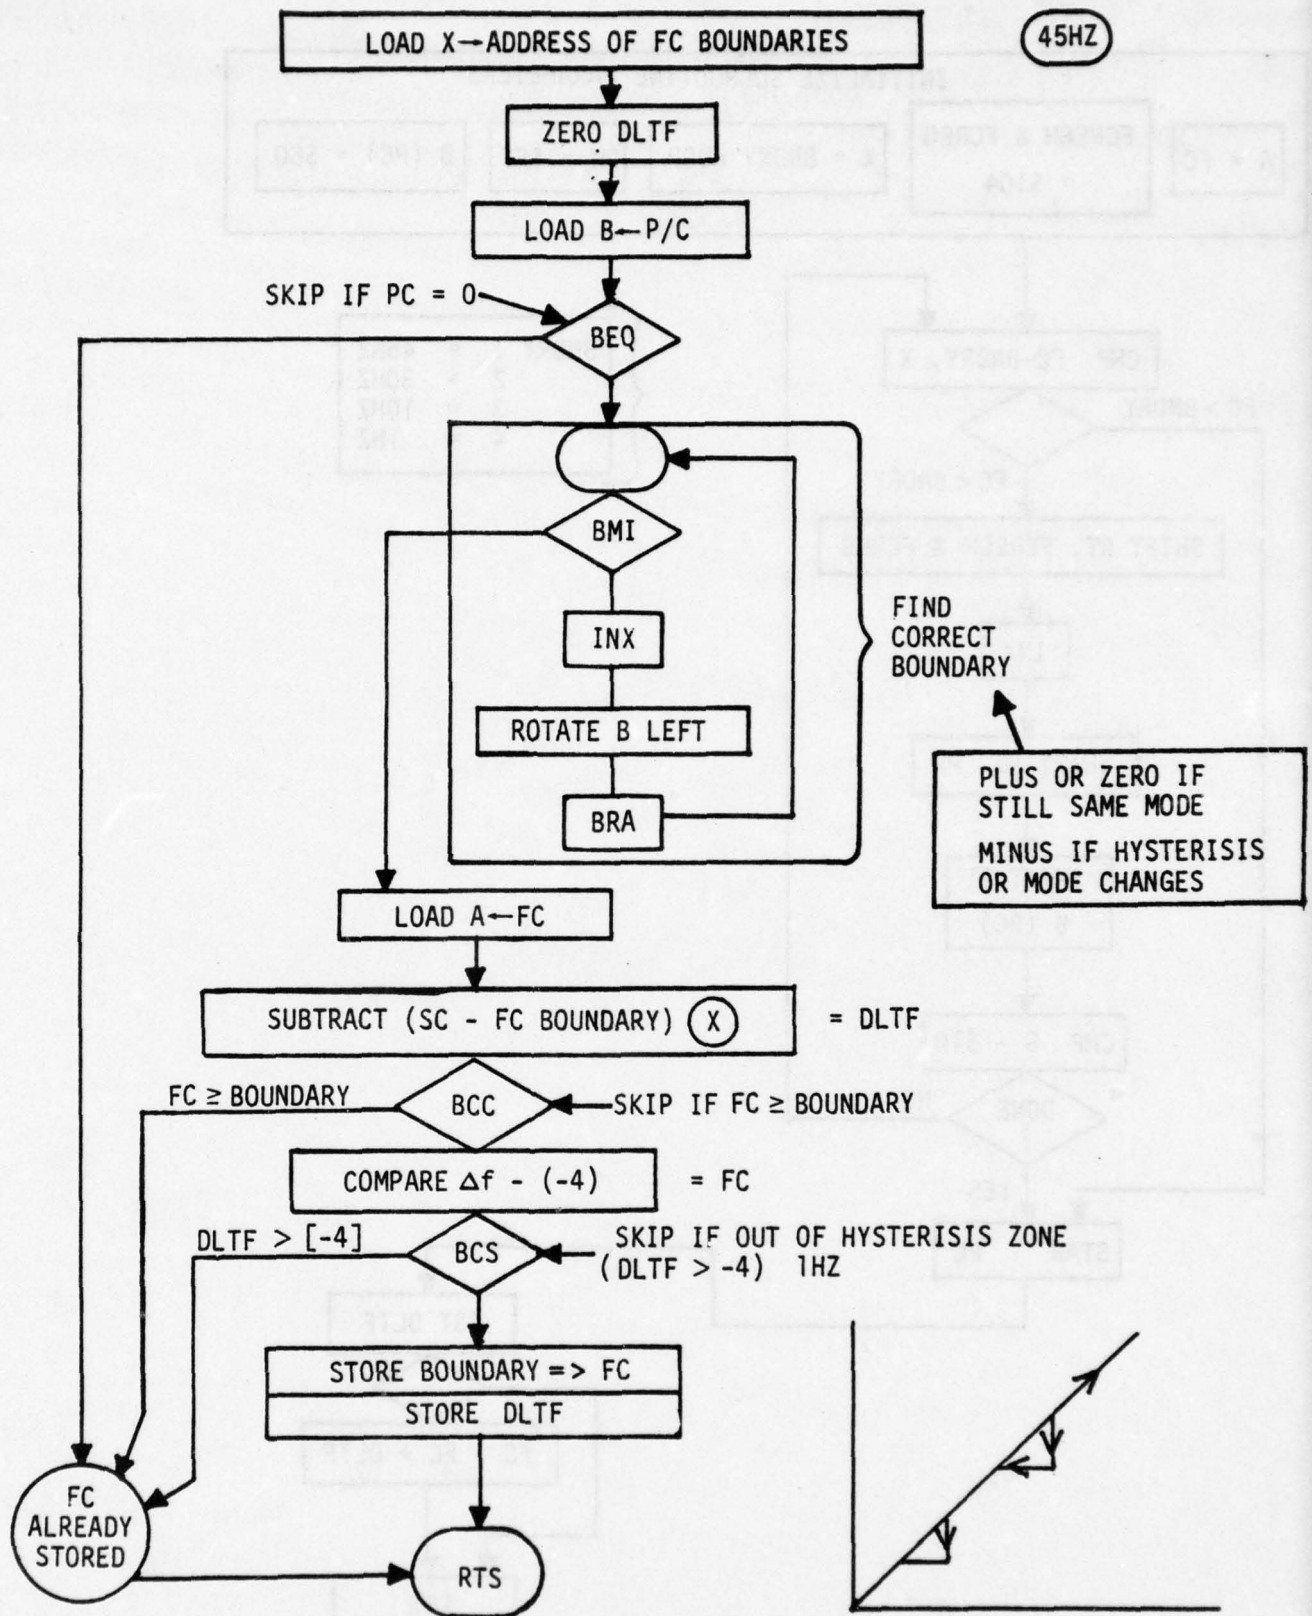 LOAD X→ADDRESS OF FC BOUNDARIES
45HZ
ZERO DLTF
LOAD B←P/C
SKIP IF PC = 0
BEQ
BMI
INX
ROTATE B LEFT
BRA
FIND
CORRECT
BOUNDARY
PLUS OR ZERO IF
STILL SAME MODE
MINUS IF HYSTERISIS
OR MODE CHANGES
LOAD A←FC
SUBTRACT (SC - FC BOUNDARY) X = DLTF
FC ≥ BOUNDARY
BCC
SKIP IF FC ≥ BOUNDARY
COMPARE Δf - (-4) = FC
DLTF > [-4]
BCS
SKIP IF OUT OF HYSTERISIS ZONE
(DLTF > -4) 1HZ
STORE BOUNDARY => FC
STORE DLTF
FC
ALREADY
STORED
RTS